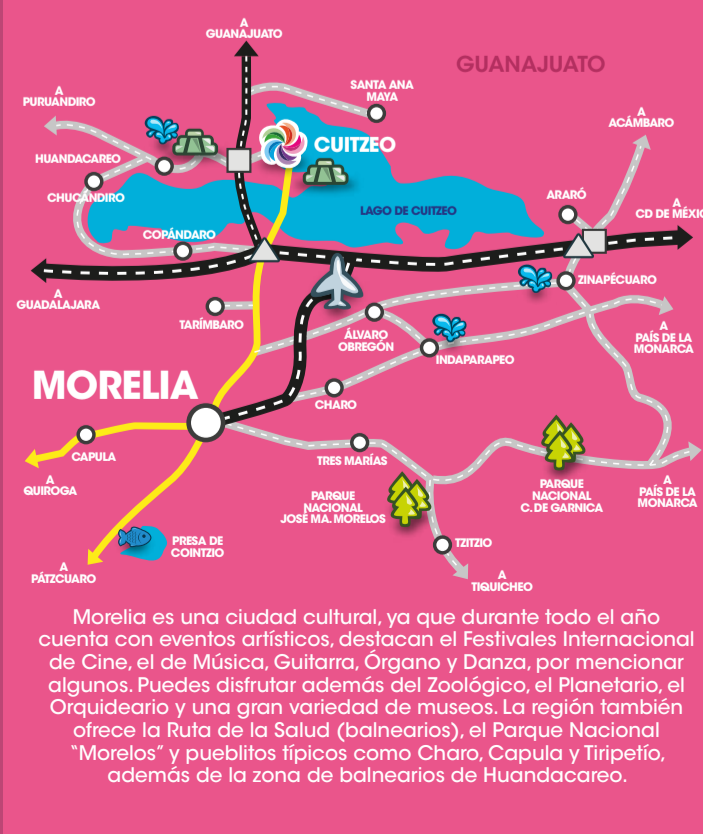 A
GUANAJUATO
GUANAJUATO
A
PURUANDIRO
SANTA ANA
MAYA
A
ACÁMBARO
CUITZEO
HUANDACAREO
CHUCÁNDIRO
ARARÓ
A
CD DE MÉXI
LAGO DE CUITZEO
COPÁNDARO
A
GUADALAJARA
ZINAPÉCUARO
TARÍMBARO
ÁLVARO
OBREGÓN
A
PAÍS DE LA
MONARCA
INDAPARAPEO
MORELIA
CHARO
CAPULA
TRES MARÍAS
A
QUIROGA
PARQUE
NACIONAL
JOSÉ MA. MORELOS
PARQUE
NACIONAL
C. DE GARNICA
A
PAÍS DE LA
MONARCA
PRESA DE
COINTZIO
TZITZIO
A
PÁTZCUARO
A
TIQUICHEO
Morelia es una ciudad cultural, ya que durante todo el año
cuenta con eventos artísticos, destacan el Festivales Internacional
de Cine, el de Música, Guitarra, Órgano y Danza, por mencionar
algunos. Puedes disfrutar además del Zoológico, el Planetario, el
Orquideario y una gran variedad de museos. La región también
ofrece la Ruta de la Salud (balnearios), el Parque Nacional
"Morelos" y pueblitos típicos como Charo, Capula y Tiripetío,
además de la zona de balnearios de Huandacareo.